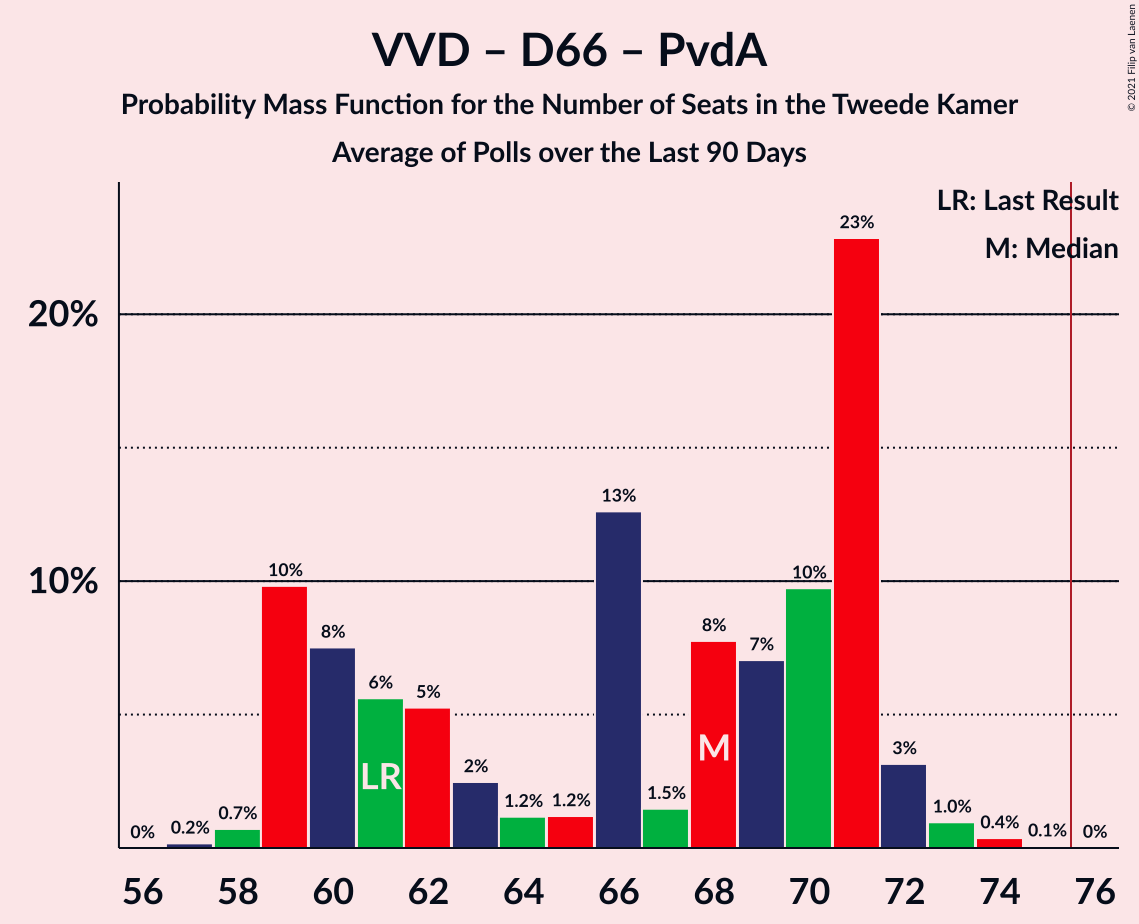 VVD – D66 – PvdA
Probability Mass Function for the Number of Seats in the Tweede Kamer
Average of Polls over the Last 90 Days
© 2021 Filip van Laenen
LR: Last Result
M: Median
20%
10%
0%
0.2%
0.7%
10%
8%
6%
5%
2%
1.2%
1.2%
13%
1.5%
8%
7%
10%
23%
3%
1.0%
0.4%
0.1%
0%
LR
M
56 58 60 62 64 66 68 70 72 74 76